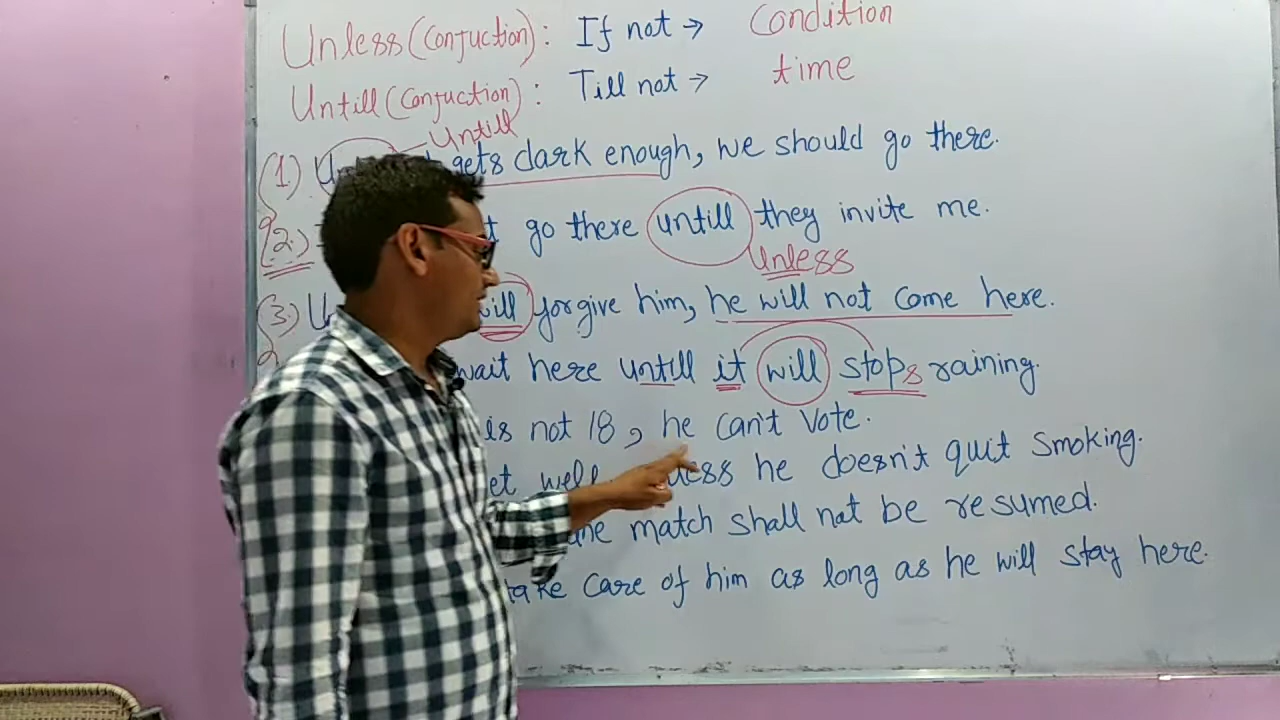 Unless (Conjuction): If not → Condition
Untill (Conjuction): Till not → time
Untill
(1) gets dark enough, we should go there.
(2.) go there untill they invite me.
Unless
(3.) will forgive him, he will not come here.
wait here untill it will stops raining.
is not 18, he can't Vote.
well he doesn't quit smoking.
match shall not be resumed.
take care of him as long as he will stay here.